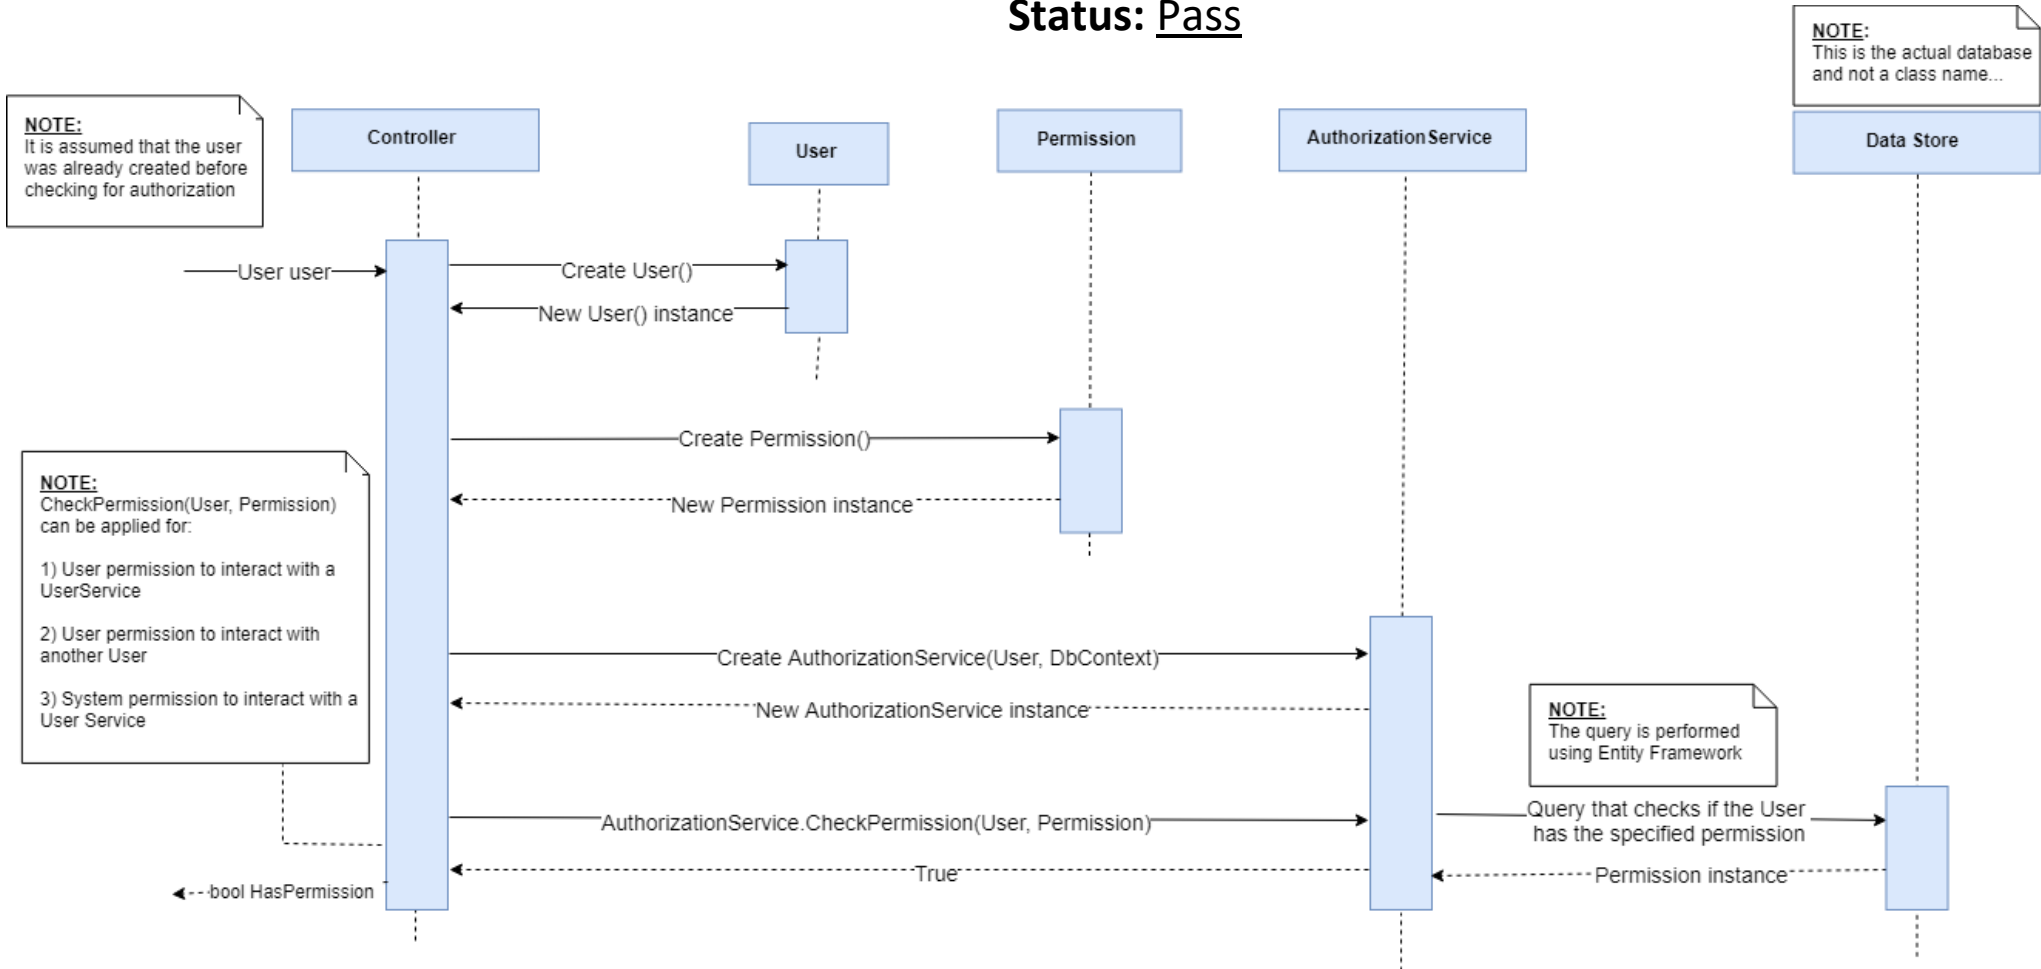 Status: Pass
NOTE:
This is the actual database
and not a class name...
NOTE:
It is assumed that the user
was already created before
checking for authorization
Controller
User
Permission
AuthorizationService
Data Store
User user
Create User()
New User() instance
Create Permission()
New Permission instance
NOTE:
CheckPermission(User, Permission)
can be applied for:
1) User permission to interact with a
UserService
2) User permission to interact with
another User
3) System permission to interact with a
User Service
Create AuthorizationService(User, DbContext)
New AuthorizationService instance
NOTE:
The query is performed
using Entity Framework
AuthorizationService.CheckPermission(User, Permission)
Query that checks if the User
has the specified permission
True
Permission instance
bool HasPermission